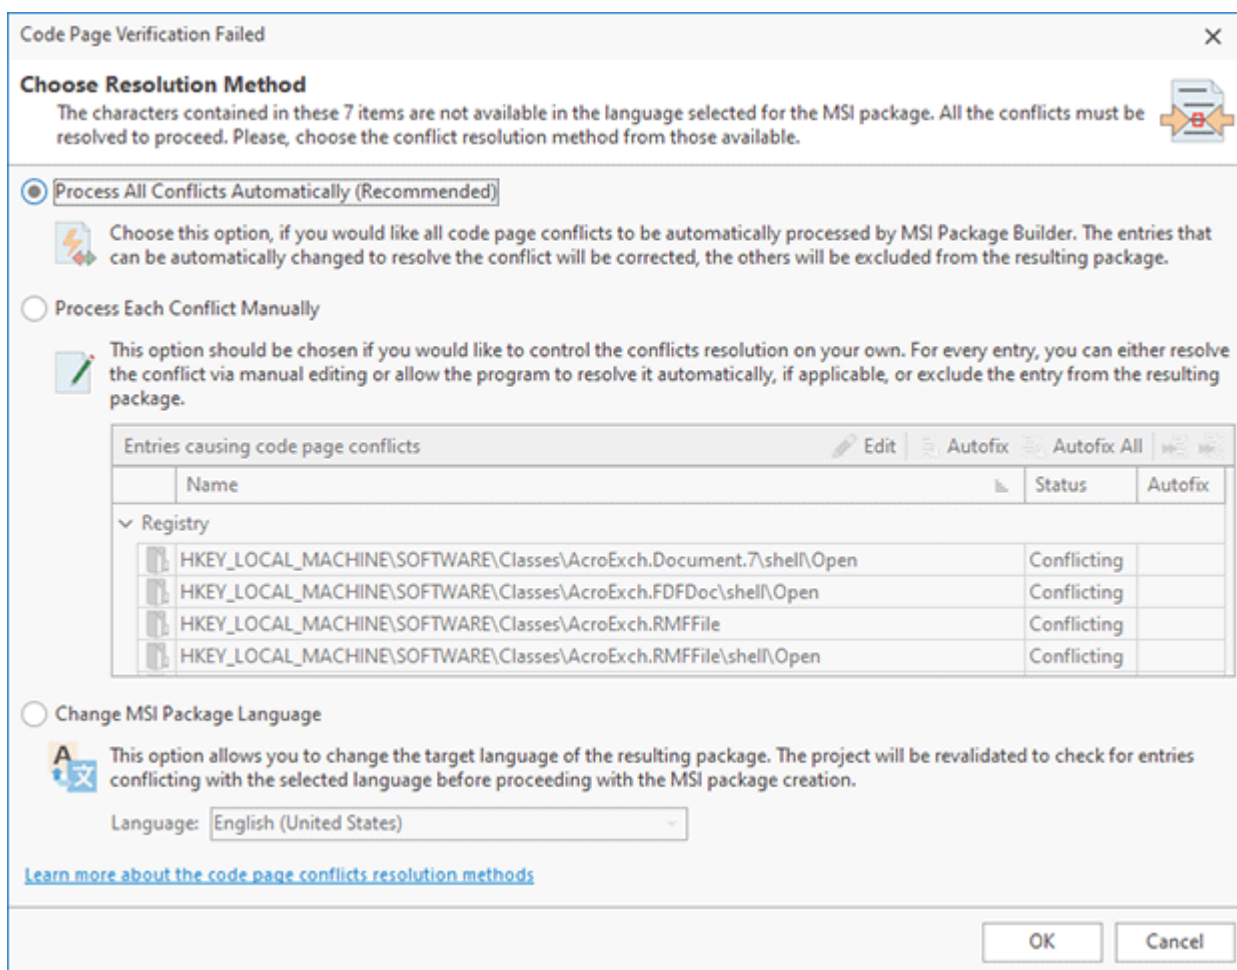 Code Page Verification Failed
Choose Resolution Method
The characters contained in these 7 items are not available in the language selected for the MSI package. All the conflicts must be
resolved to proceed. Please, choose the conflict resolution method from those available.
Process All Conflicts Automatically (Recommended)
Choose this option, if you would like all code page conflicts to be automatically processed by MSI Package Builder. The entries that
can be automatically changed to resolve the conflict will be corrected, the others will be excluded from the resulting package.
Process Each Conflict Manually
This option should be chosen if you would like to control the conflicts resolution on your own. For every entry, you can either resolve
the conflict via manual editing or allow the program to resolve it automatically, if applicable, or exclude the entry from the resulting
package.
Entries causing code page conflicts Edit Autofix Autofix All
Name Status Autofix
Registry
HKEY_LOCAL_MACHINE\SOFTWARE\Classes\AcroExch.Document.7\shell\Open Conflicting
HKEY_LOCAL_MACHINE\SOFTWARE\Classes\AcroExch.FDFDoc\shell\Open Conflicting
HKEY_LOCAL_MACHINE\SOFTWARE\Classes\AcroExch.RMFFile Conflicting
HKEY_LOCAL_MACHINE\SOFTWARE\Classes\AcroExch.RMFFile\shell\Open Conflicting
Change MSI Package Language
This option allows you to change the target language of the resulting package. The project will be revalidated to check for entries
conflicting with the selected language before proceeding with the MSI package creation.
Language: English (United States)
Learn more about the code page conflicts resolution methods
OK Cancel